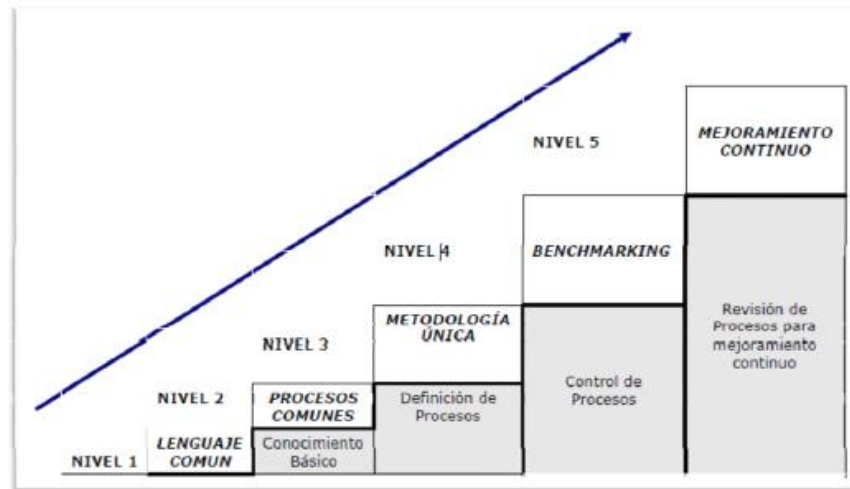 NIVEL 5
MEJORAMIENTO
CONTINUO
NIVEL 4
BENCHMARKING
NIVEL 3
METODOLOGÍA
ÚNICA
Revisión de
Procesos para
mejoramiento
continuo
NIVEL 2
PROCESOS
COMUNES
Definición de
Procesos
Control de
Procesos
NIVEL 1
LENGUAJE
COMUN
Conocimiento
Básico